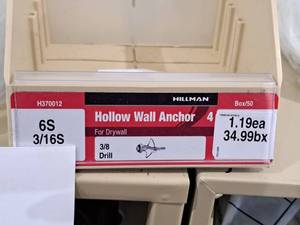 HILLMAN
H370012
Box/50
Hollow Wall Anchor 4
6S
3/16S
For Drywall
3/8
Drill
1.19ea
34.99bx